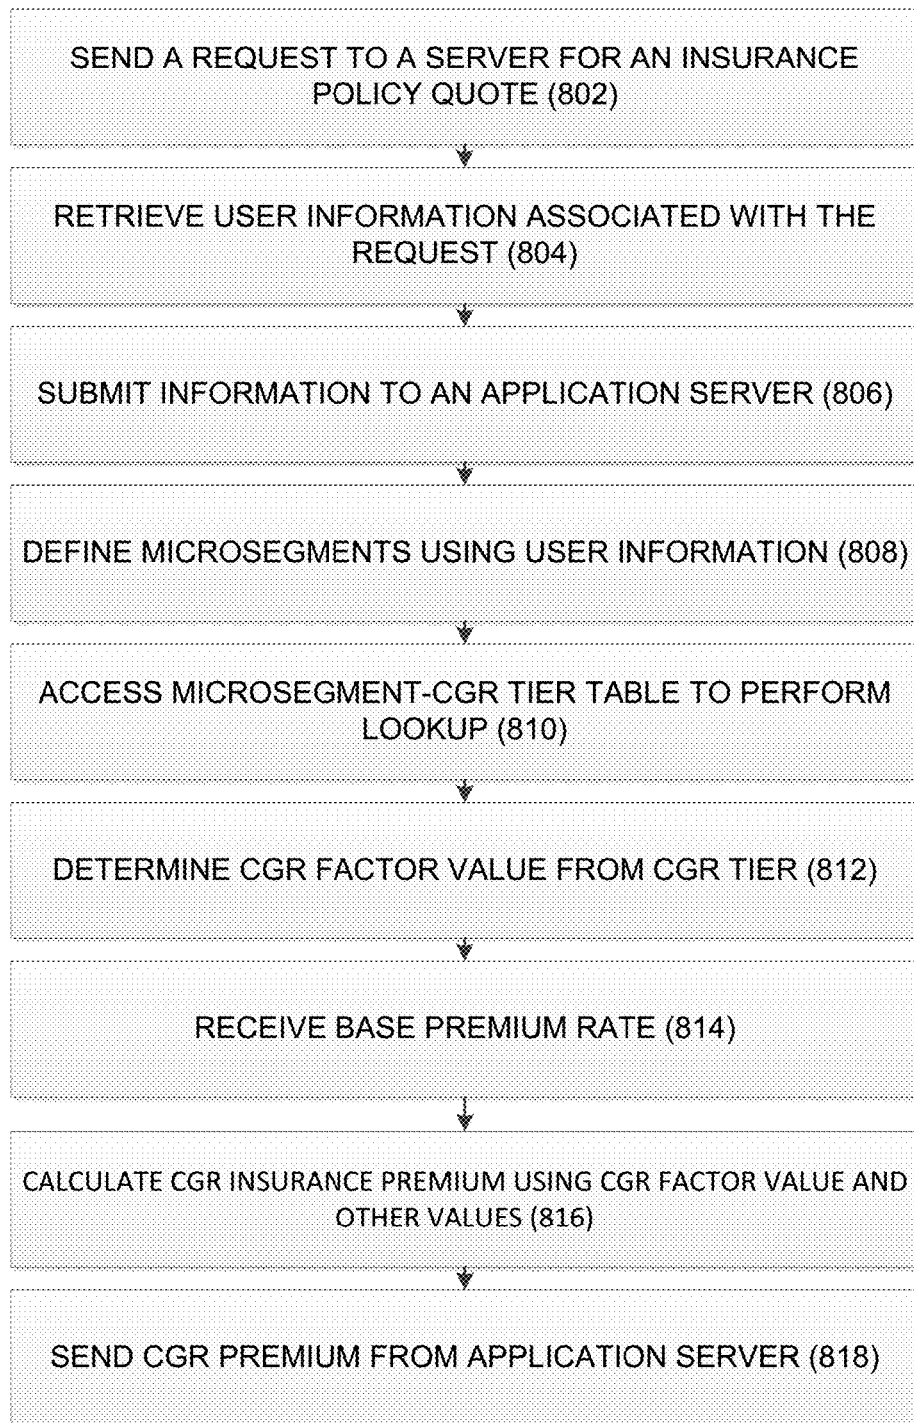 SEND A REQUEST TO A SERVER FOR AN INSURANCE
POLICY QUOTE (802)
RETRIEVE USER INFORMATION ASSOCIATED WITH THE
REQUEST (804)
SUBMIT INFORMATION TO AN APPLICATION SERVER (806)
DEFINE MICROSEGMENTS USING USER INFORMATION (808)
ACCESS MICROSEGMENT-CGR TIER TABLE TO PERFORM
LOOKUP (810)
DETERMINE CGR FACTOR VALUE FROM CGR TIER (812)
RECEIVE BASE PREMIUM RATE (814)
CALCULATE CGR INSURANCE PREMIUM USING CGR FACTOR VALUE AND
OTHER VALUES (816)
SEND CGR PREMIUM FROM APPLICATION SERVER (818)